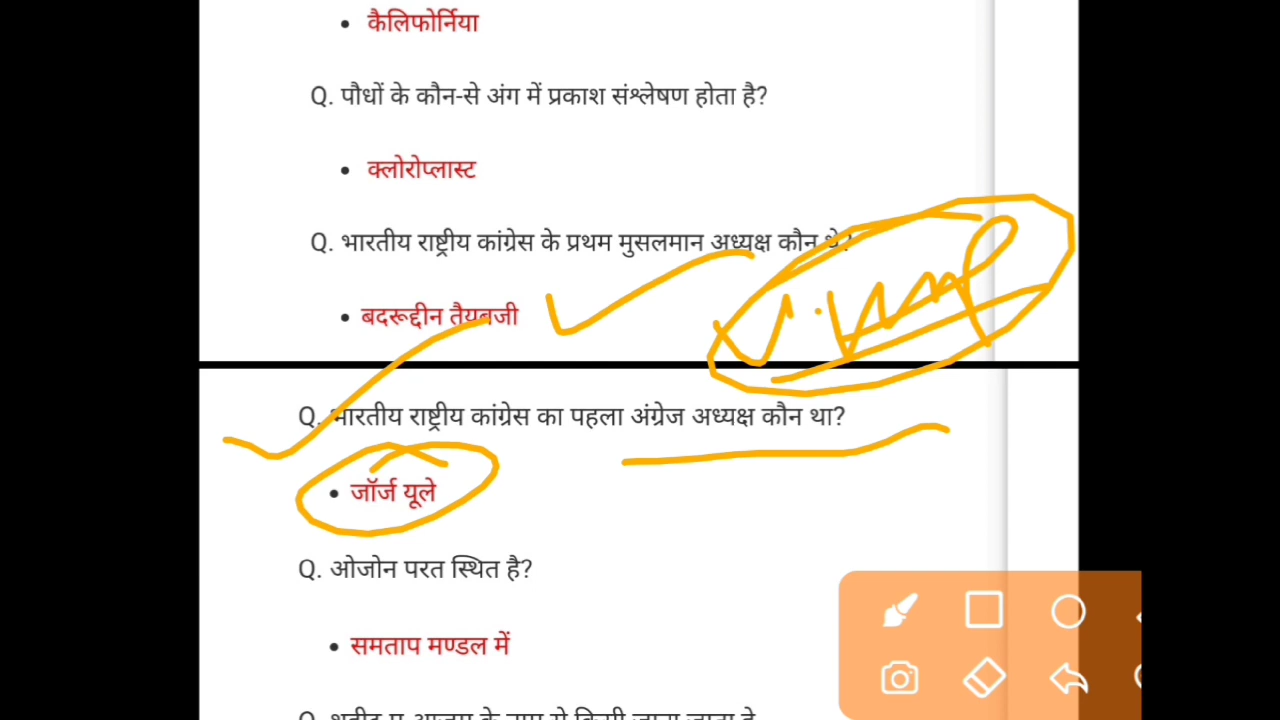 कैलिफोर्निया
Q. पौधों के कौन-से अंग में प्रकाश संश्लेषण होता है?
क्लोरोप्लास्ट
Q. भारतीय राष्ट्रीय कांग्रेस के प्रथम मुसलमान अध्यक्ष कौन थे?
बदरूद्दीन तैयबजी
Q. भारतीय राष्ट्रीय कांग्रेस का पहला अंग्रेज अध्यक्ष कौन था?
जॉर्ज यूले
Q. ओजोन परत स्थित है?
समताप मण्डल में